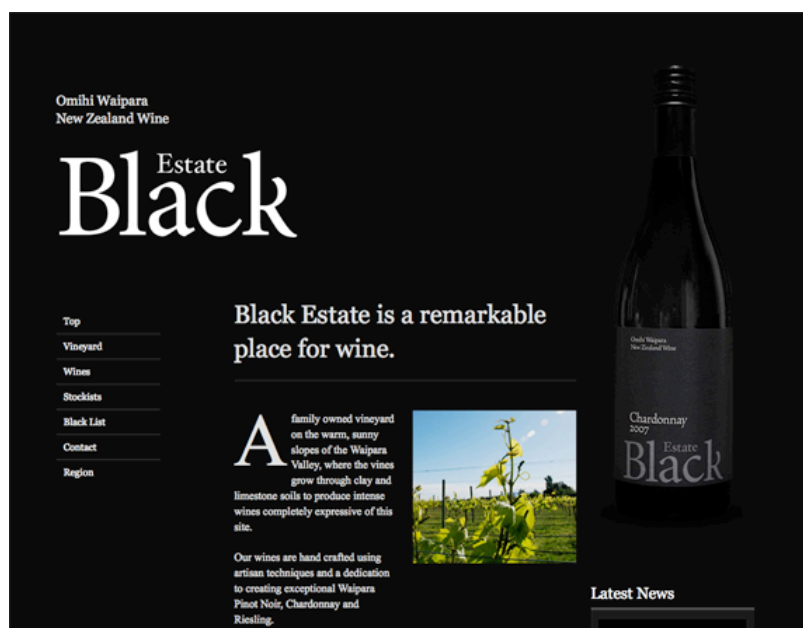 Omihi Waipara
New Zealand Wine
Estate
Black
Top
Vineyard
Wines
Stockists
Black List
Contact
Region
Black Estate is a remarkable
place for wine.
A family owned vineyard
on the warm, sunny
slopes of the Waipara
Valley, where the vines
grow through clay and
limestone soils to produce intense
wines completely expressive of this
site.
Our wines are hand crafted using
artisan techniques and a dedication
to creating exceptional Waipara
Pinot Noir, Chardonnay and
Riesling.
Omihi Waipara
New Zealand Wine
Chardonnay
2007
Estate
Black
Latest News